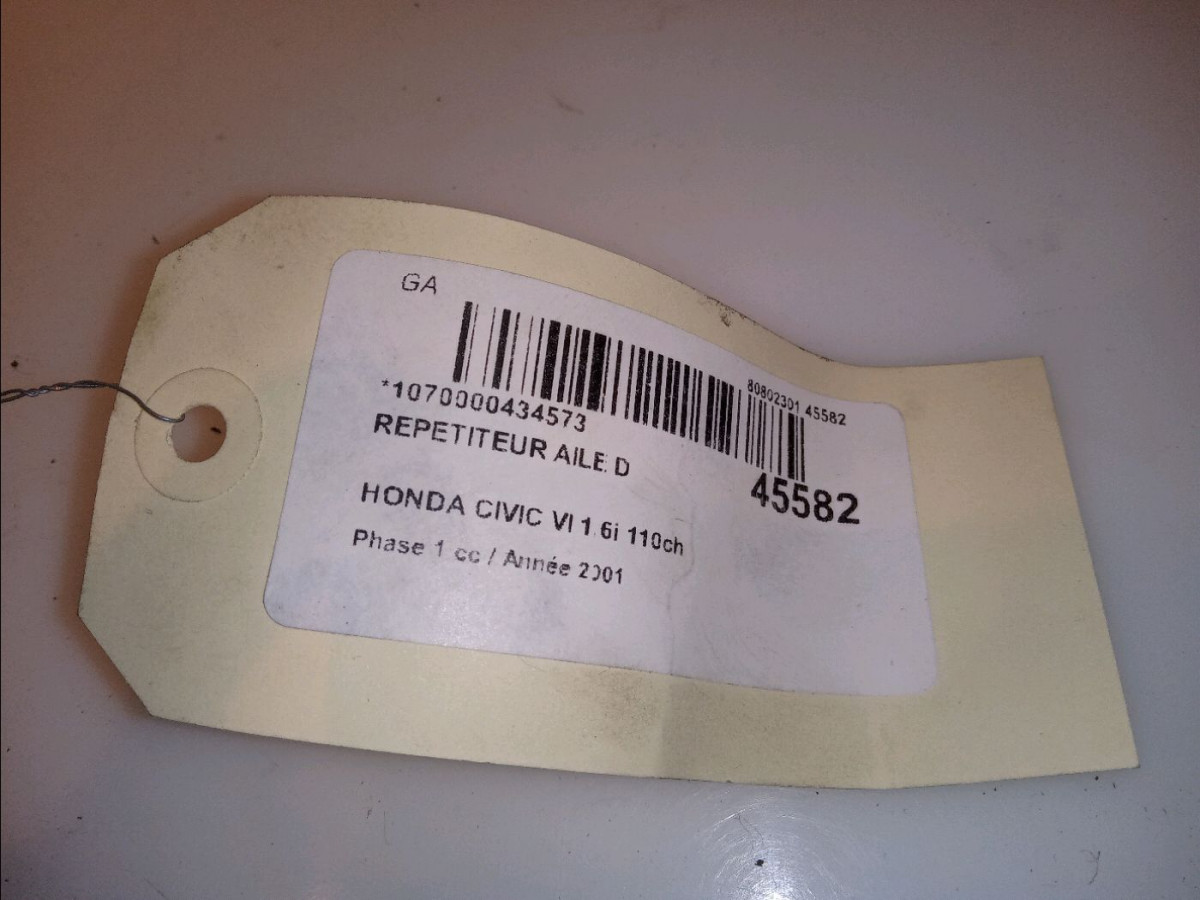 GA
80802301 45582
*1070000434573
REPETITEUR AILE D
45582
HONDA CIVIC VI 1.6i 110ch
Phase 1 cc / Année 2001